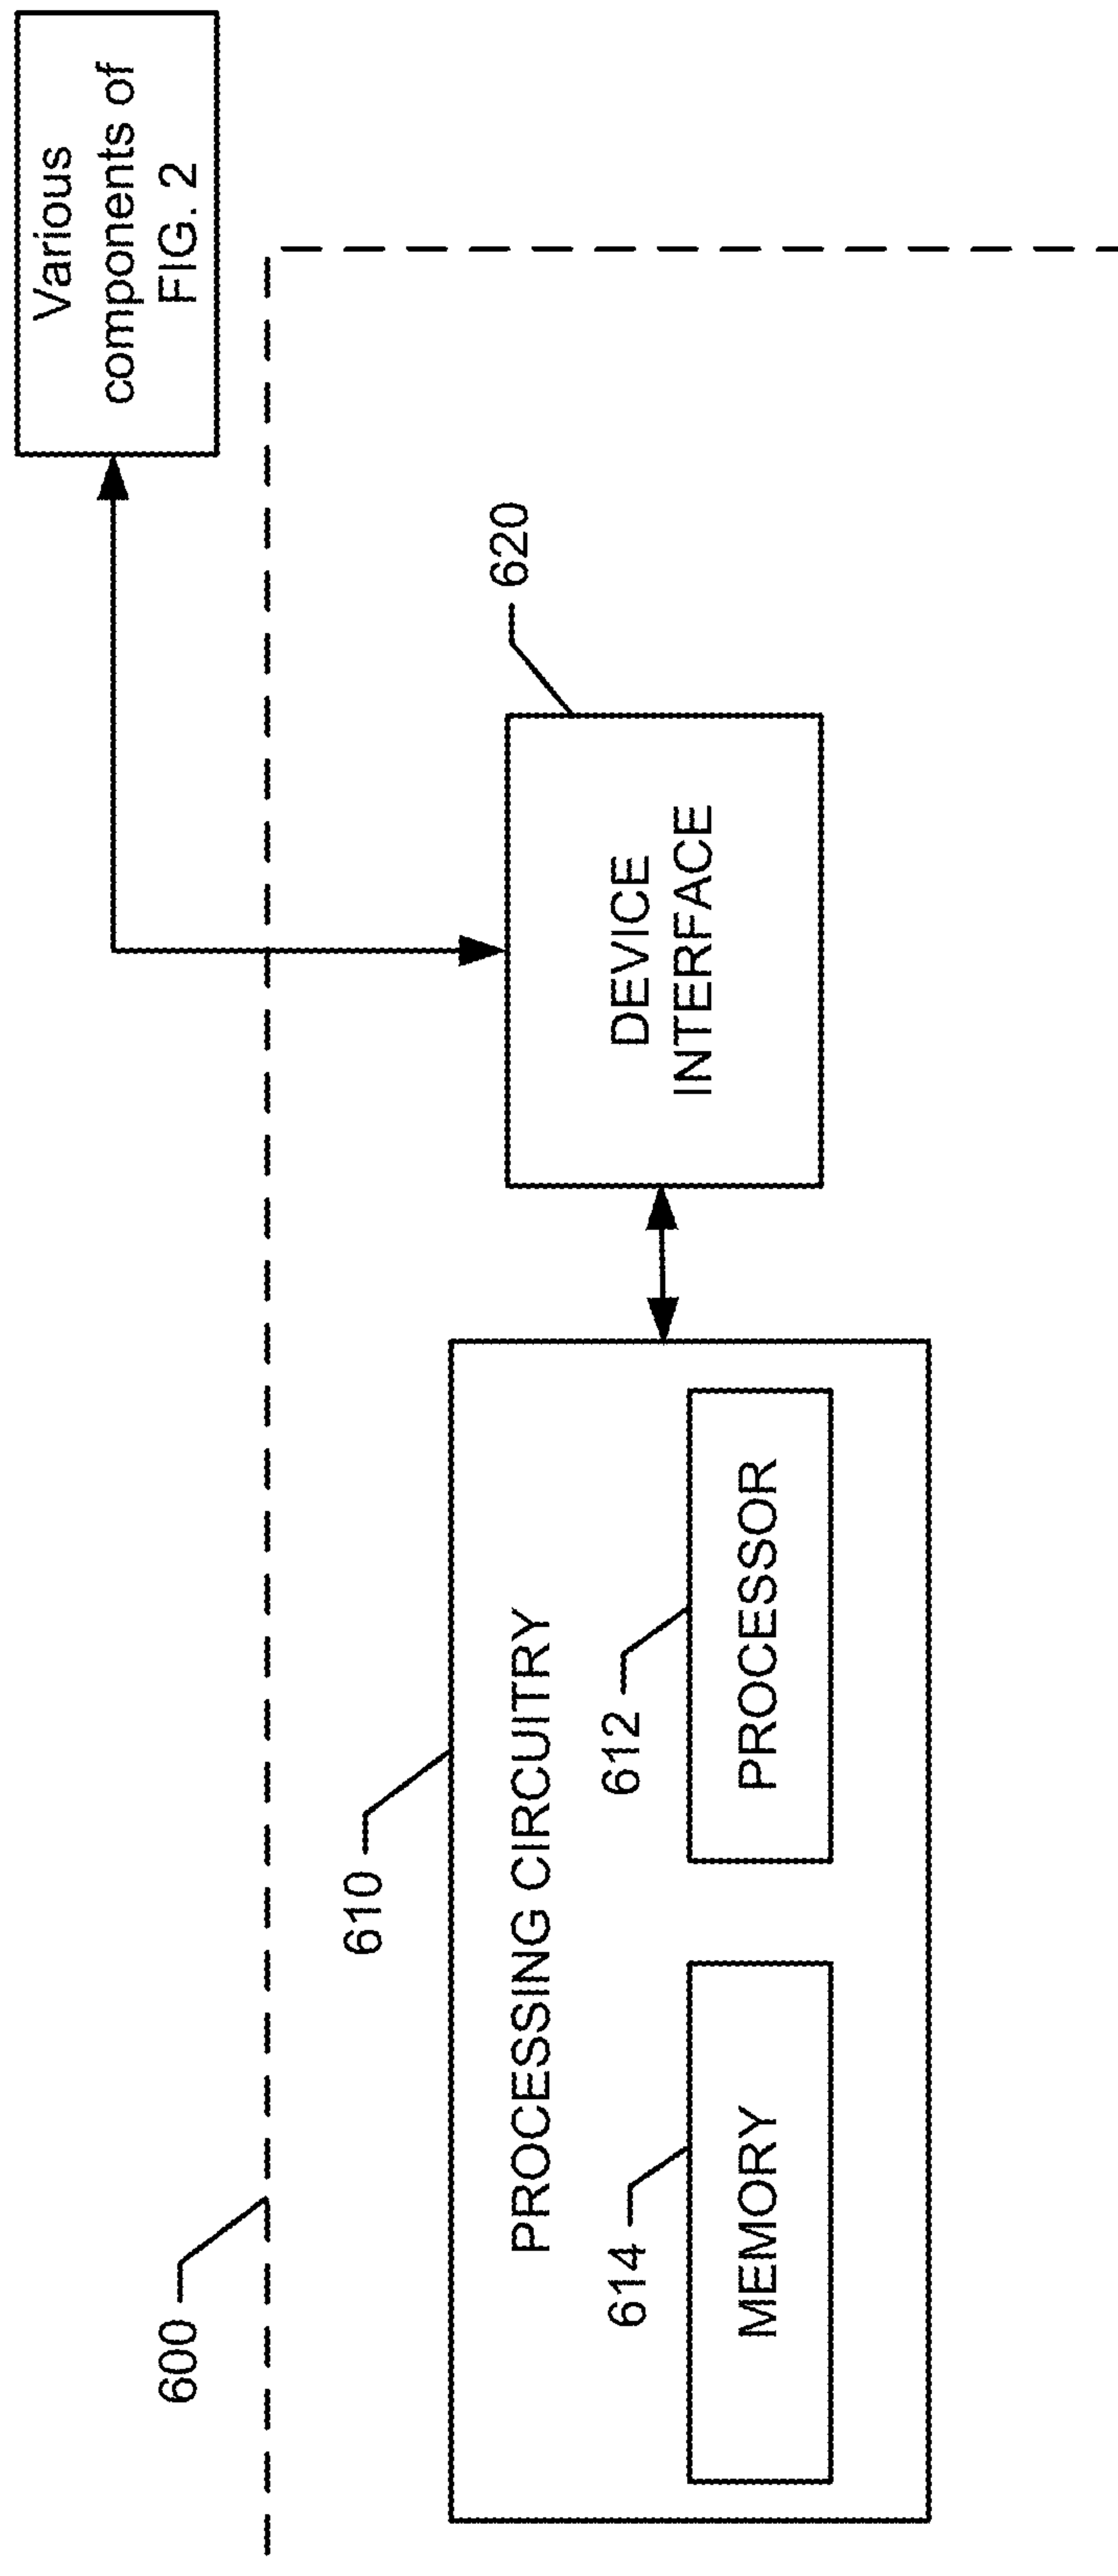 Various
components of
FIG. 2
600
610
620
PROCESSING CIRCUITRY
DEVICE
INTERFACE
614
612
MEMORY
PROCESSOR